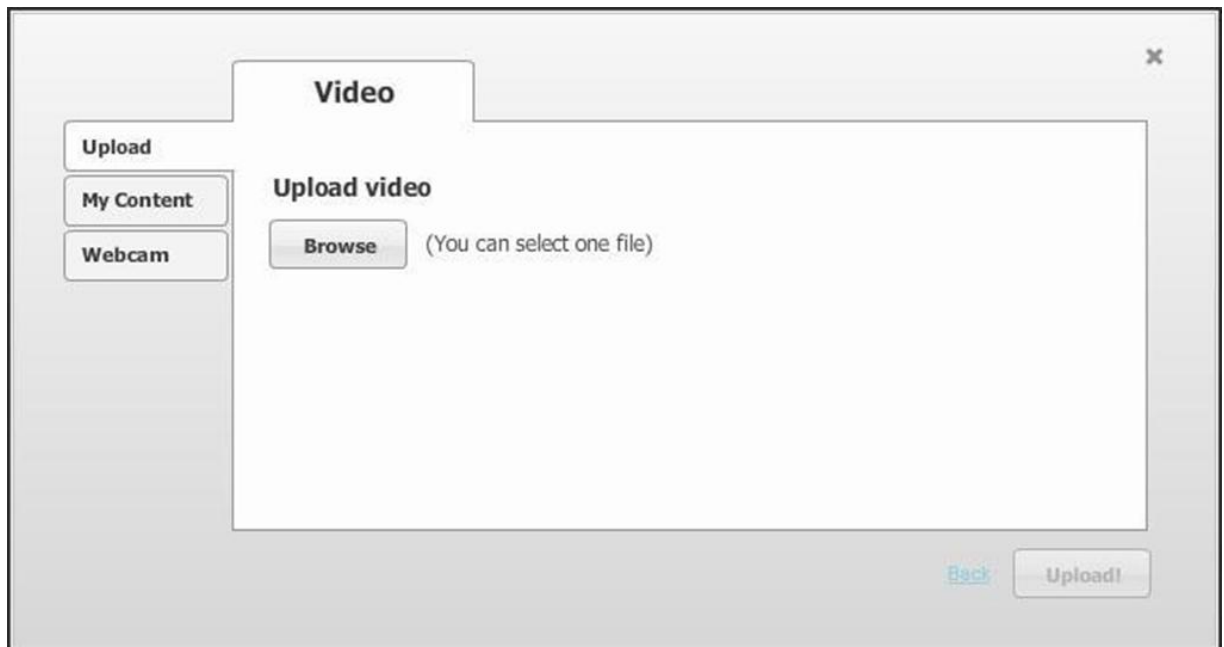 Video
Upload
My Content
Webcam
Upload video
Browse (You can select one file)
Back Upload!